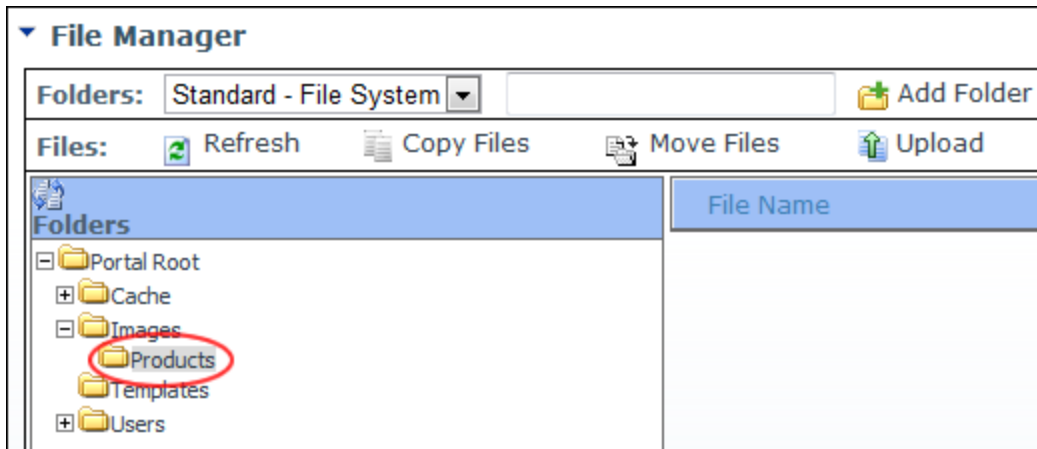 File Manager
Folders: Standard - File System Add Folder
Files: Refresh Copy Files Move Files Upload
Folders File Name
Portal Root
Cache
Images
Products
Templates
Users